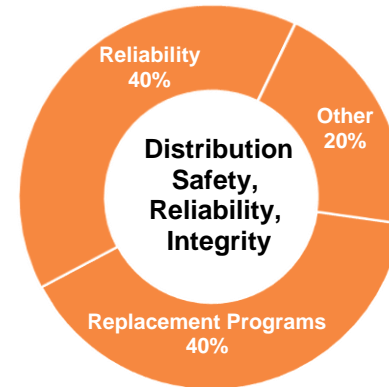 Reliability
40%
Other
20%
Distribution
Safety,
Reliability,
Integrity
Replacement Programs
40%